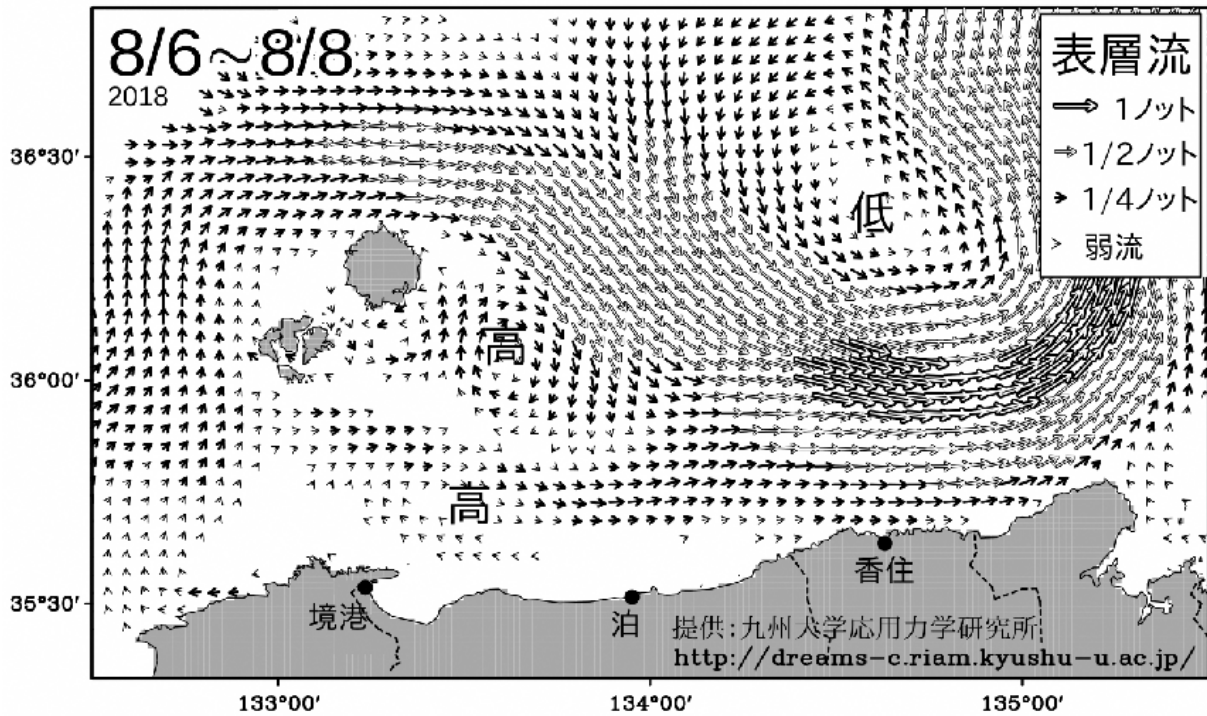 8/6～8/8
2018
表層流
1ノット
1/2ノット
1/4ノット
弱流
36°30′
36°00′
35°30′
低
高
高
境港
泊
香住
提供:九州大学応用力学研究所
http://dreams-c.riam.kyushu-u.ac.jp/
133°00′
134°00′
135°00′